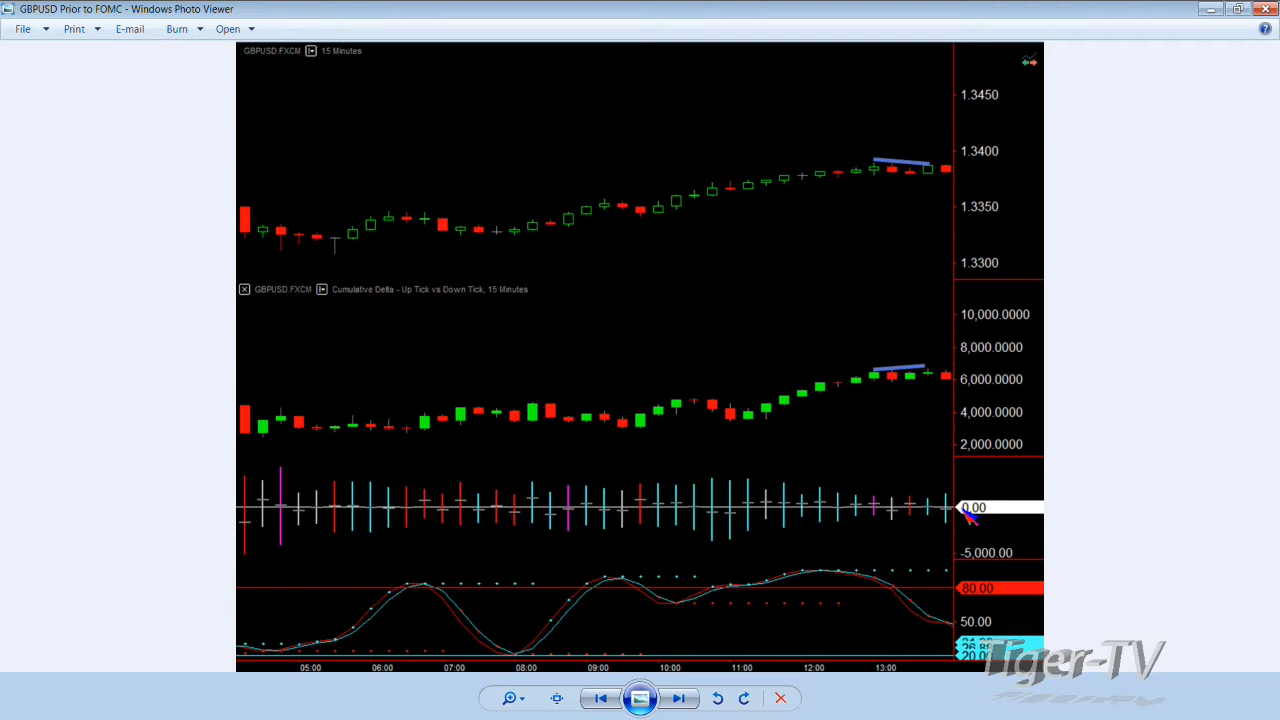 GBPUSD Prior to FOMC - Windows Photo Viewer
File Print E-mail Burn Open
GBPUSD.FXCM 15 Minutes
1.3450
1.3400
1.3350
1.3300
GBPUSD.FXCM Cumulative Delta - Up Tick vs Down Tick, 15 Minutes
10,000.0000
8,000.0000
6,000.0000
4,000.0000
2,000.0000
0.00
-5,000.00
80.00
50.00
20.00
05:00 06:00 07:00 08:00 09:00 10:00 11:00 12:00 13:00
Tiger-TV